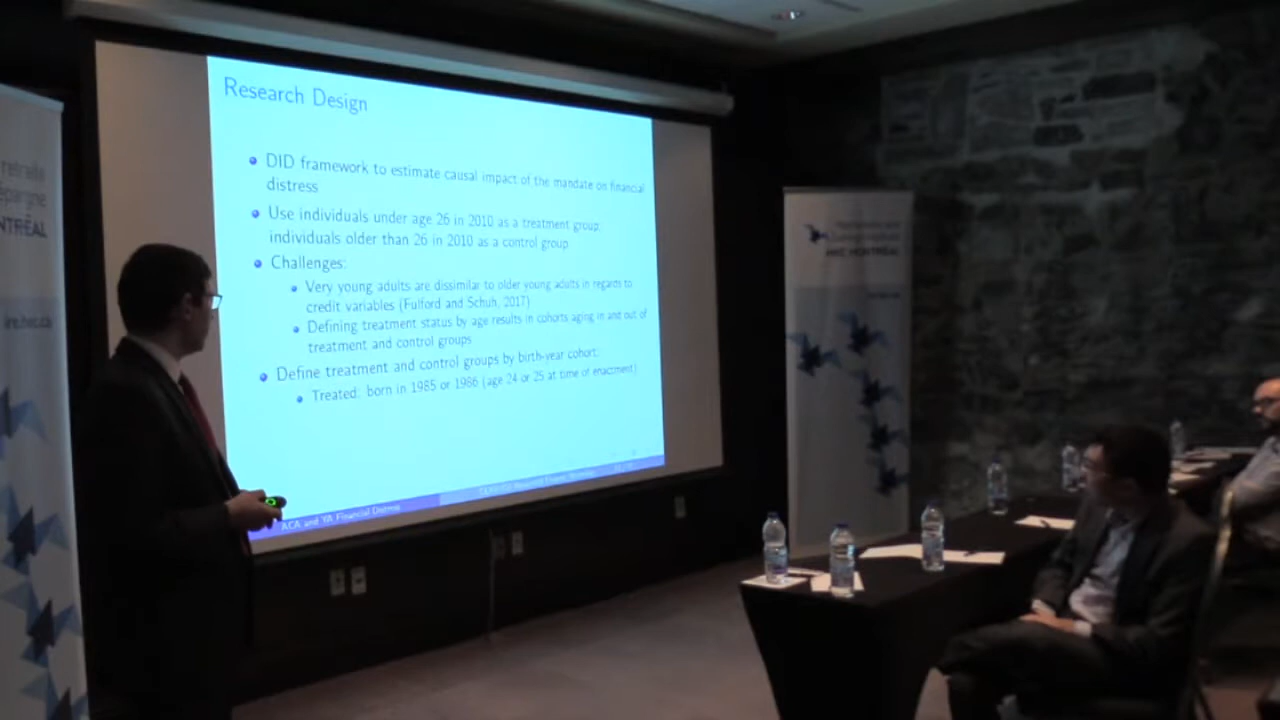 retraite
épargne
MONTRÉAL
Research Design
DID framework to estimate causal impact of the mandate on financial
distress
Use individuals under age 26 in 2010 as a treatment group;
individuals older than 26 in 2010 as a control group
Challenges:
Very young adults are dissimilar to older young adults in regards to
credit variables (Fulford and Schuh, 2017)
Defining treatment status by age results in cohorts aging in and out of
treatment and control groups
Define treatment and control groups by birth-year cohort:
Treated: born in 1985 or 1986 (age 24 or 25 at time of enactment)
ACA and YA Financial Distress
HEC MONTRÉAL